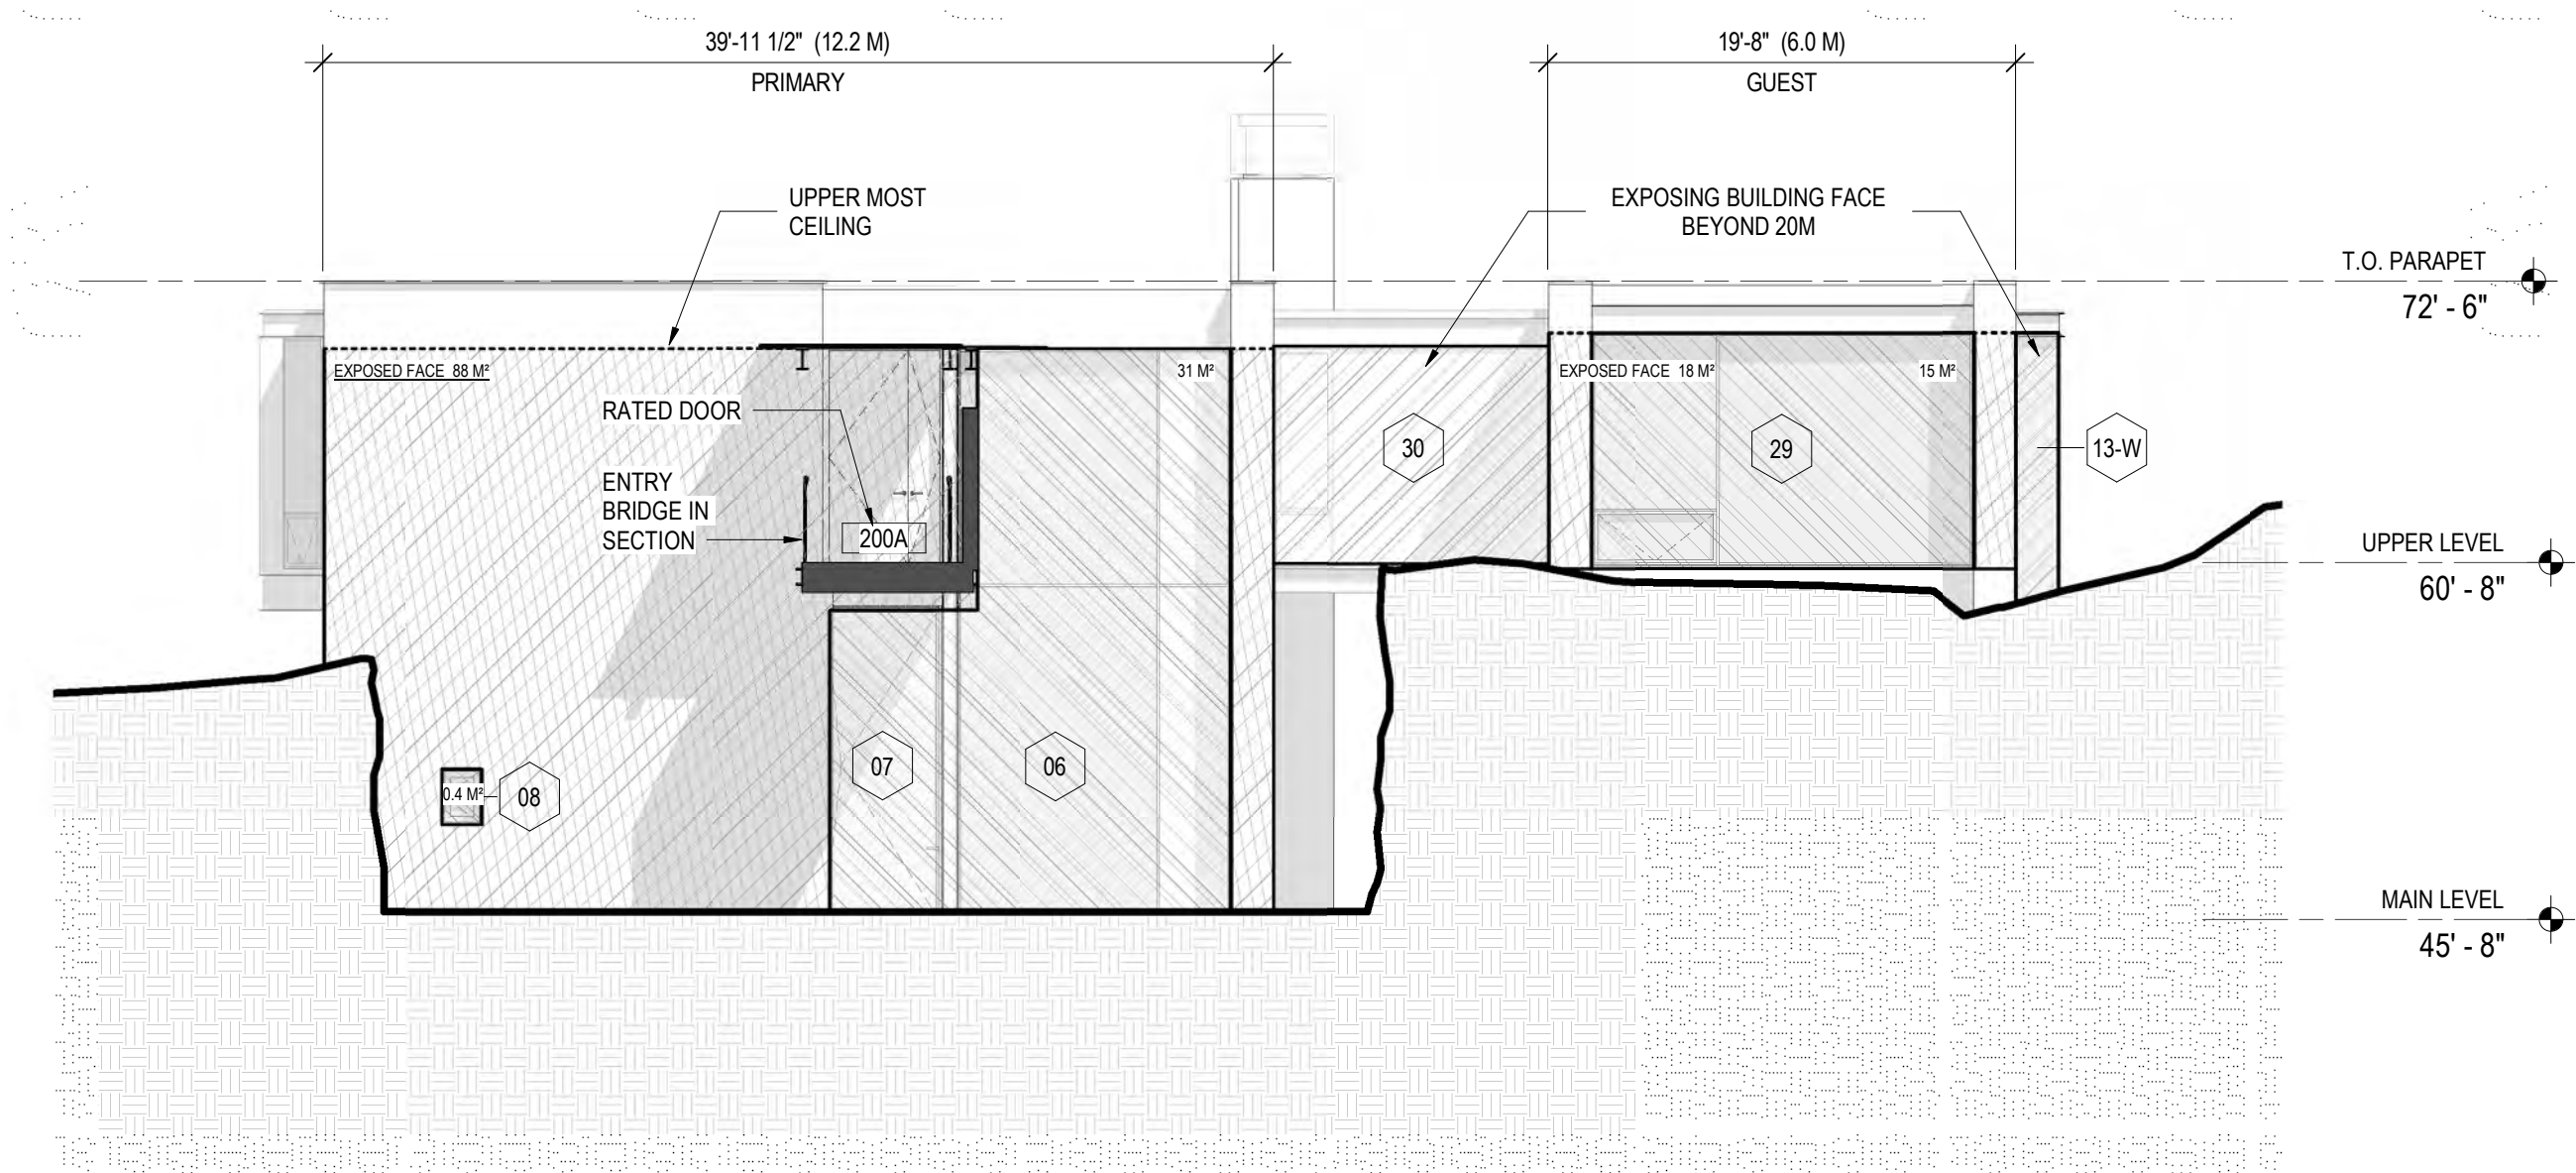 39'-11 1/2" (12.2 M)
PRIMARY
19'-8" (6.0 M)
GUEST
UPPER MOST
CEILING
EXPOSING BUILDING FACE
BEYOND 20M
T.O. PARAPET
72' - 6"
EXPOSED FACE 88 M²
31 M²
EXPOSED FACE 18 M²
15 M²
RATED DOOR
30
29
13-W
ENTRY
BRIDGE IN
SECTION
200A
UPPER LEVEL
60' - 8"
07
06
0.4 M²
08
MAIN LEVEL
45' - 8"